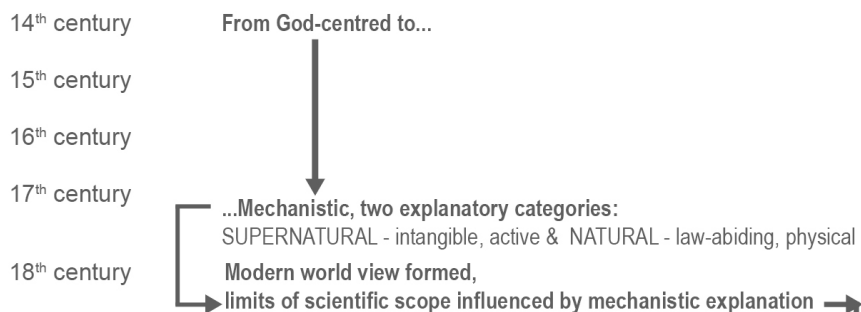 14th century From God-centred to...
15th century
16th century
17th century
...Mechanistic, two explanatory categories:
SUPERNATURAL - intangible, active & NATURAL - law-abiding, physical
18th century Modern world view formed,
limits of scientific scope influenced by mechanistic explanation